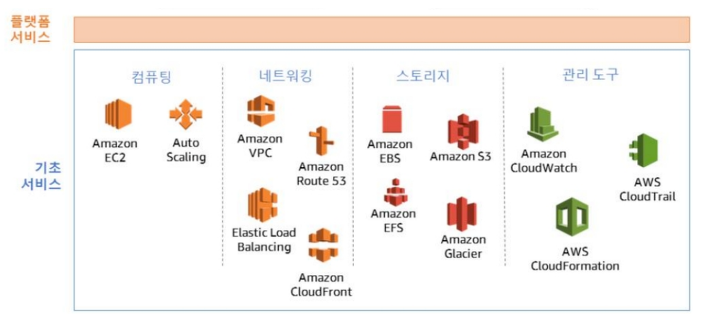 플랫폼
서비스
컴퓨팅
네트워킹
스토리지
관리 도구
기초
서비스
Amazon
EC2
Auto
Scaling
Amazon
VPC
Amazon
Route 53
Elastic Load
Balancing
Amazon
CloudFront
Amazon
EBS
Amazon S3
Amazon
EFS
Amazon
Glacier
Amazon
CloudWatch
AWS
CloudTrail
AWS
CloudFormation